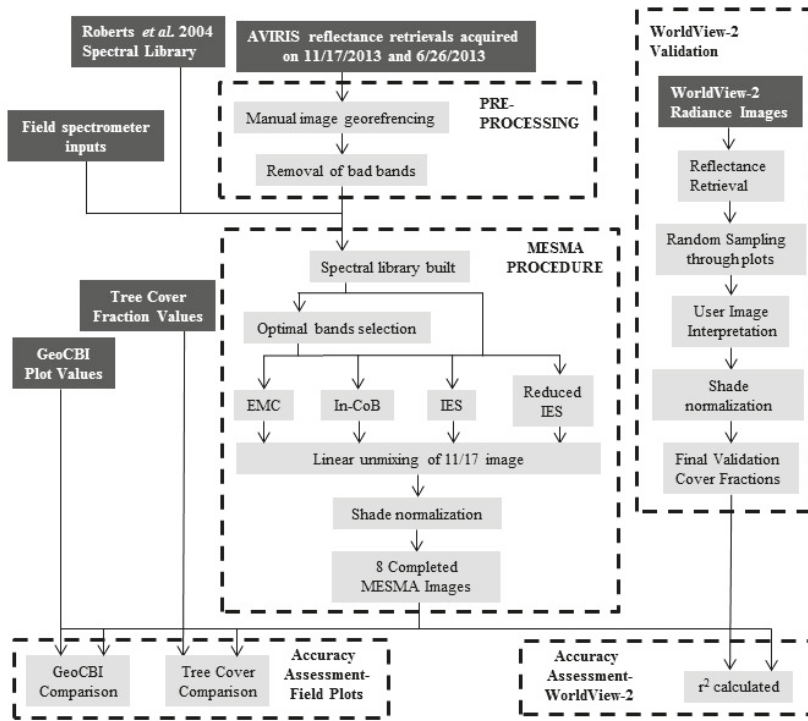 Roberts et al. 2004
Spectral Library
AVIRIS reflectance retrievals acquired
on 11/17/2013 and 6/26/2013
WorldView-2
Validation
Field spectrometer
inputs
PRE-
PROCESSING
Manual image georefrencing
Removal of bad bands
WorldView-2
Radiance Images
Reflectance
Retrieval
Random Sampling
through plots
User Image
Interpretation
Shade
normalization
Final Validation
Cover Fractions
MESMA
PROCEDURE
Spectral library built
Tree Cover
Fraction Values
Optimal bands selection
GeoCBI
Plot Values
EMC
In-CoB
IES
Reduced
IES
Linear unmixing of 11/17 image
Shade normalization
8 Completed
MESMA Images
GeoCBI
Comparison
Tree Cover
Comparison
Accuracy
Assessment-
Field Plots
Accuracy
Assessment-
WorldView-2
r² calculated